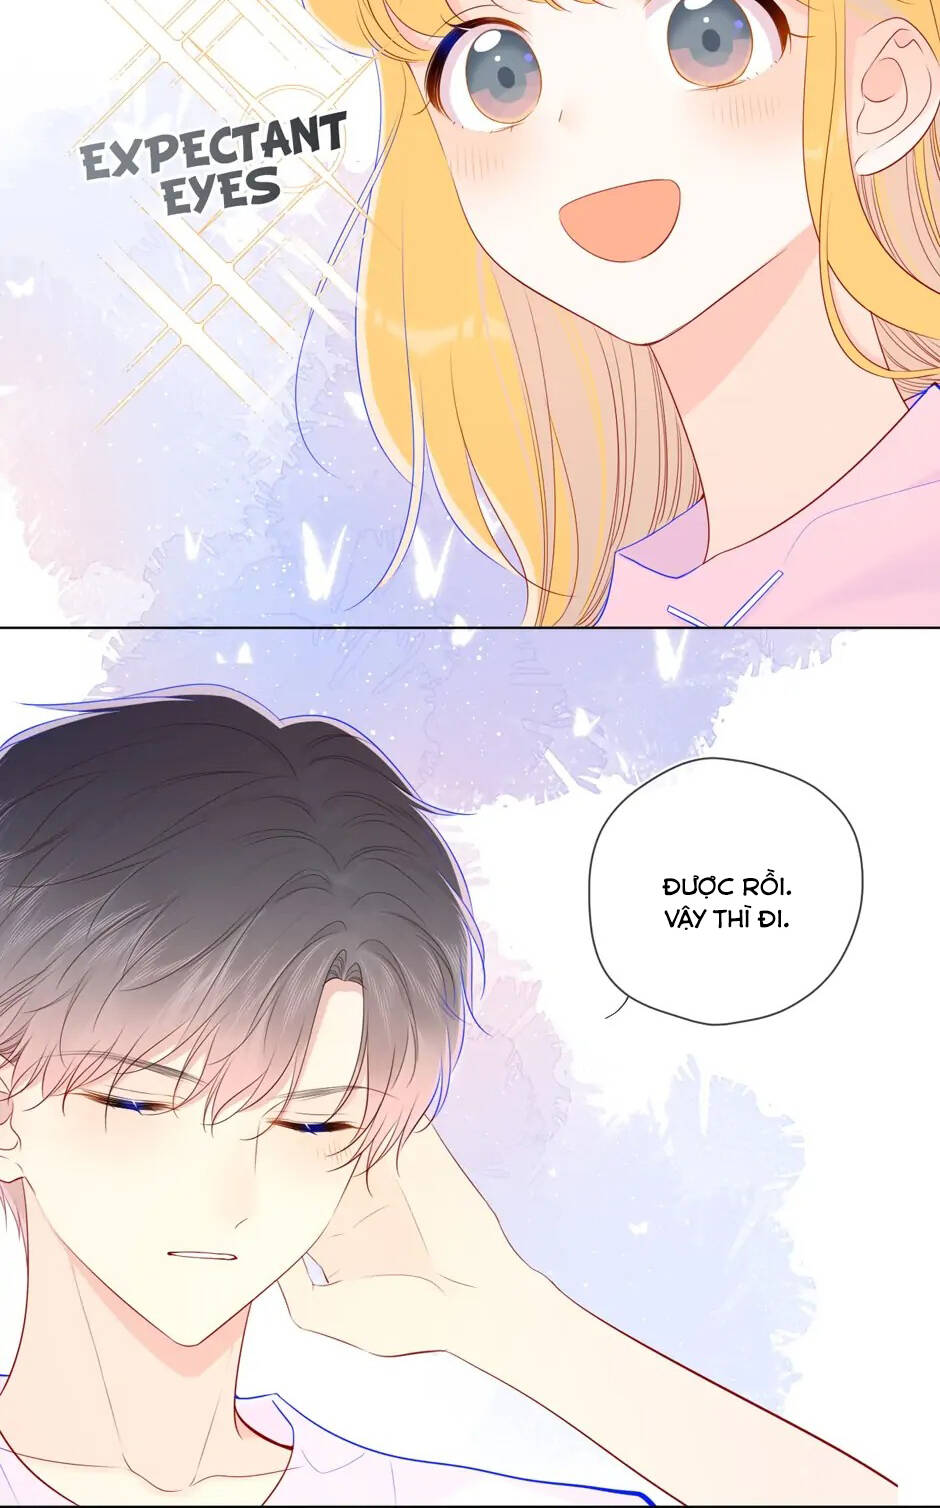 EXPECTANT
EYES
ĐƯỢC RỒI.
VẬY THÌ ĐI.